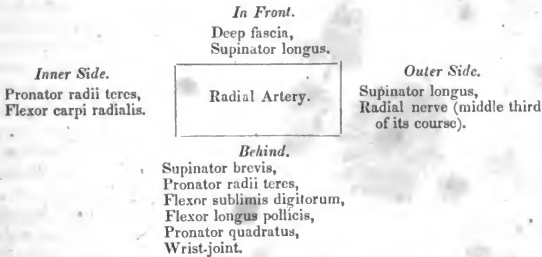 In Front.
Deep fascia,
Supinator longus.
Inner Side.
Pronator radii teres,
Flexor carpi radialis.
Radial Artery.
Outer Side.
Supinator longus,
Radial nerve (middle third
of its course).
Behind.
Supinator brevis,
Pronator radii teres,
Flexor sublimis digitorum,
Flexor longus pollicis,
Pronator quadratus,
Wrist-joint.